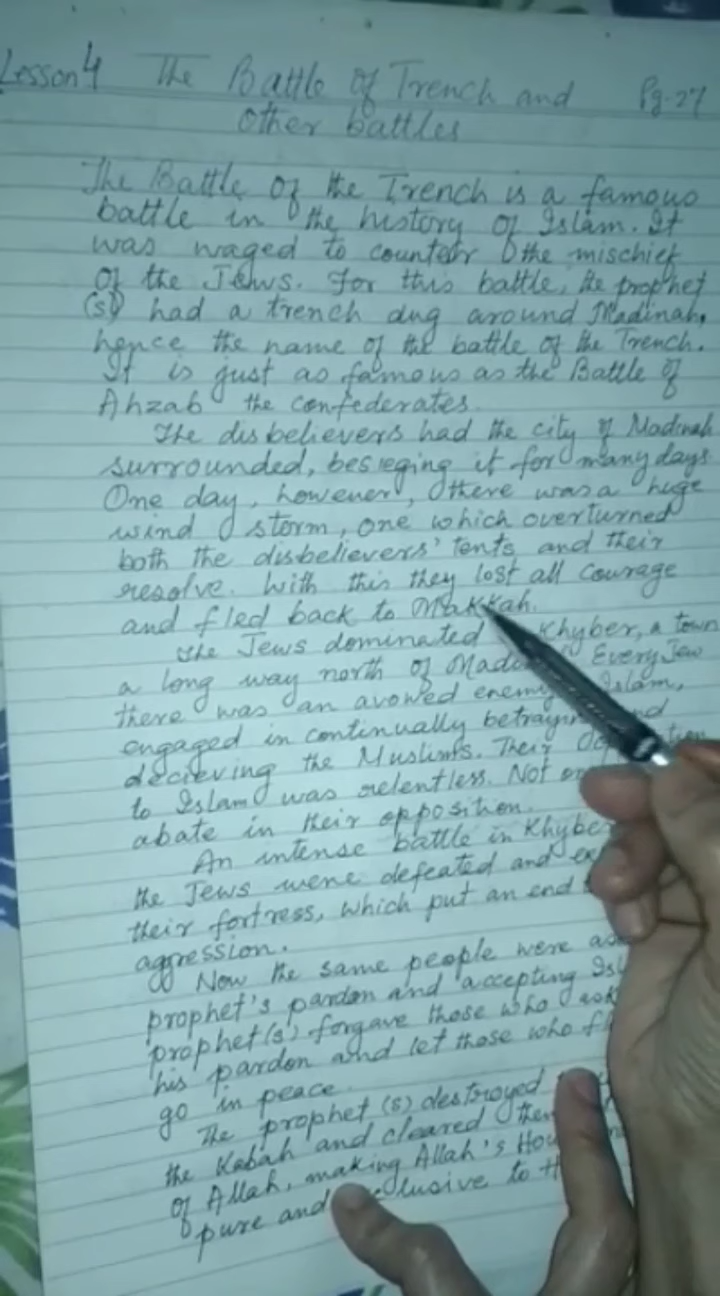 Lesson 4 The Battle of Trench and Pg-27
Other battles
The Battle of the Trench is a famous
battle in the history of Islam. It
was waged to counter the mischief
of the Jews. For this battle, the prophet
(s) had a trench dug around Madinah,
hence the name of the battle of the Trench.
It is just as famous as the Battle of
Ahzab the confederates.
The disbelievers had the city of Madinah
surrounded, besieging it for many days
One day, however, there was a huge
wind storm, one which overturned
both the disbelievers' tents and their
resolve. With this they lost all courage
and fled back to Makkah.
The Jews dominated Khyber, a town
a long way north of Every Jew
there was an avowed enemy Islam,
engaged in continually
decieving the Muslims. Their
to Islam was relentless. Not
abate in their opposition.
An intense battle in
the Jews were defeated and
their fortress, which put an end
aggression.
Now the same people were
prophet's pardon and accepting
prophet(s) forgave those who
his pardon and let those who
go in peace.
The prophet (s) destroyed
the Kabah and cleared
of Allah, making Allah's
pure and to